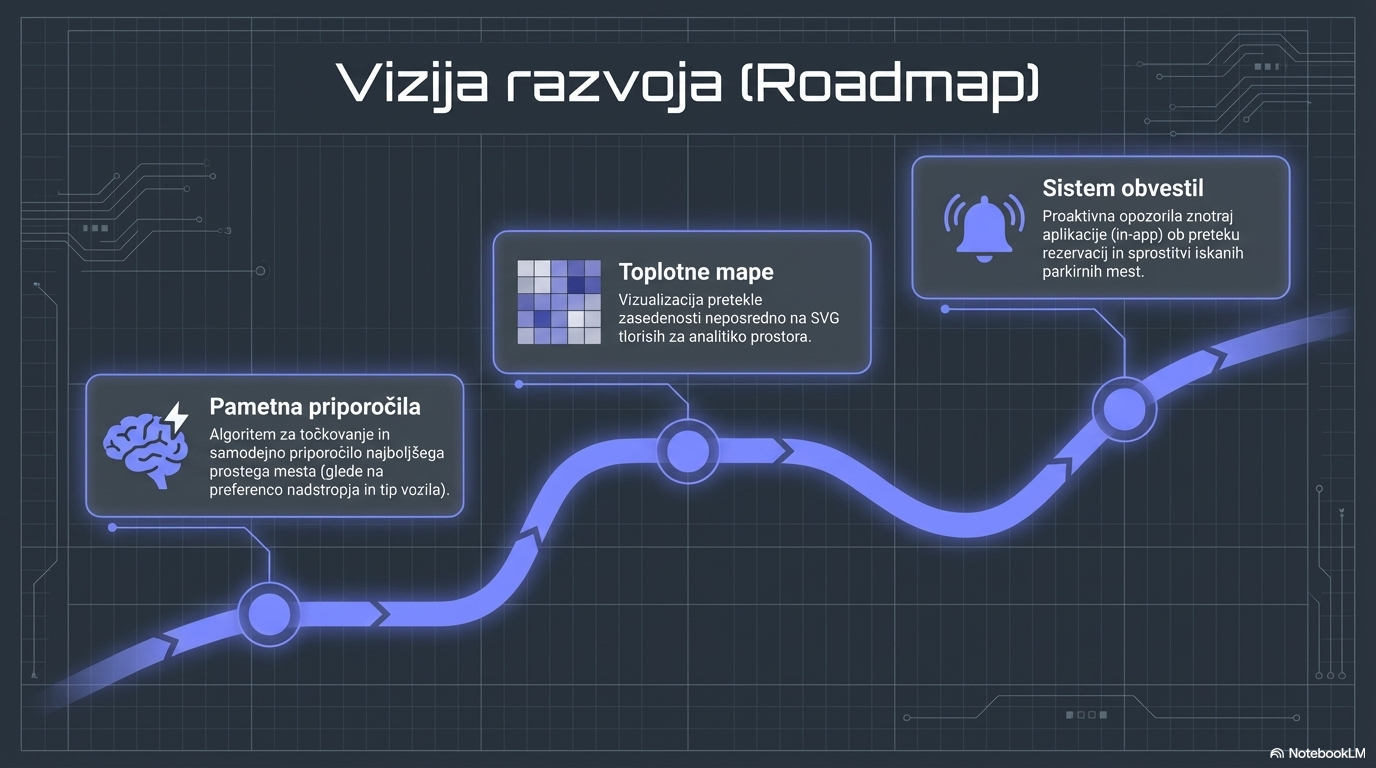 Vizija razvoja (Roadmap)
Pametna priporočila
Algoritem za točkovanje in
samodejno priporočilo najboljšega
prostega mesta (glede na
preferenco nadstropja in tip vozila).
Toplotne mape
Vizualizacija pretekle
zasedenosti neposredno na SVG
tlorisih za analitiko prostora.
Sistem obvestil
Proaktivna opozorila znotraj
aplikacije (in-app) ob preteku
rezervacij in sprostitvi iskanih
parkirnih mest.
NotebookLM